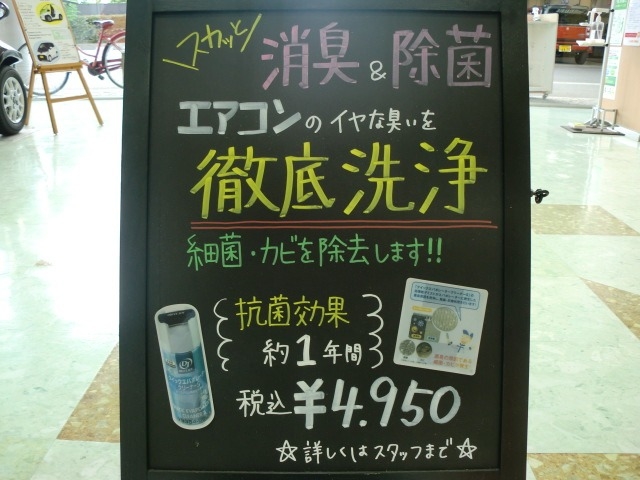 スカッと
消臭&除菌
エアコンのイヤな臭いを
徹底洗浄
細菌・カビを除去します!!
抗菌効果
約1年間
税込¥4,950
☆詳しくはスタッフまで☆